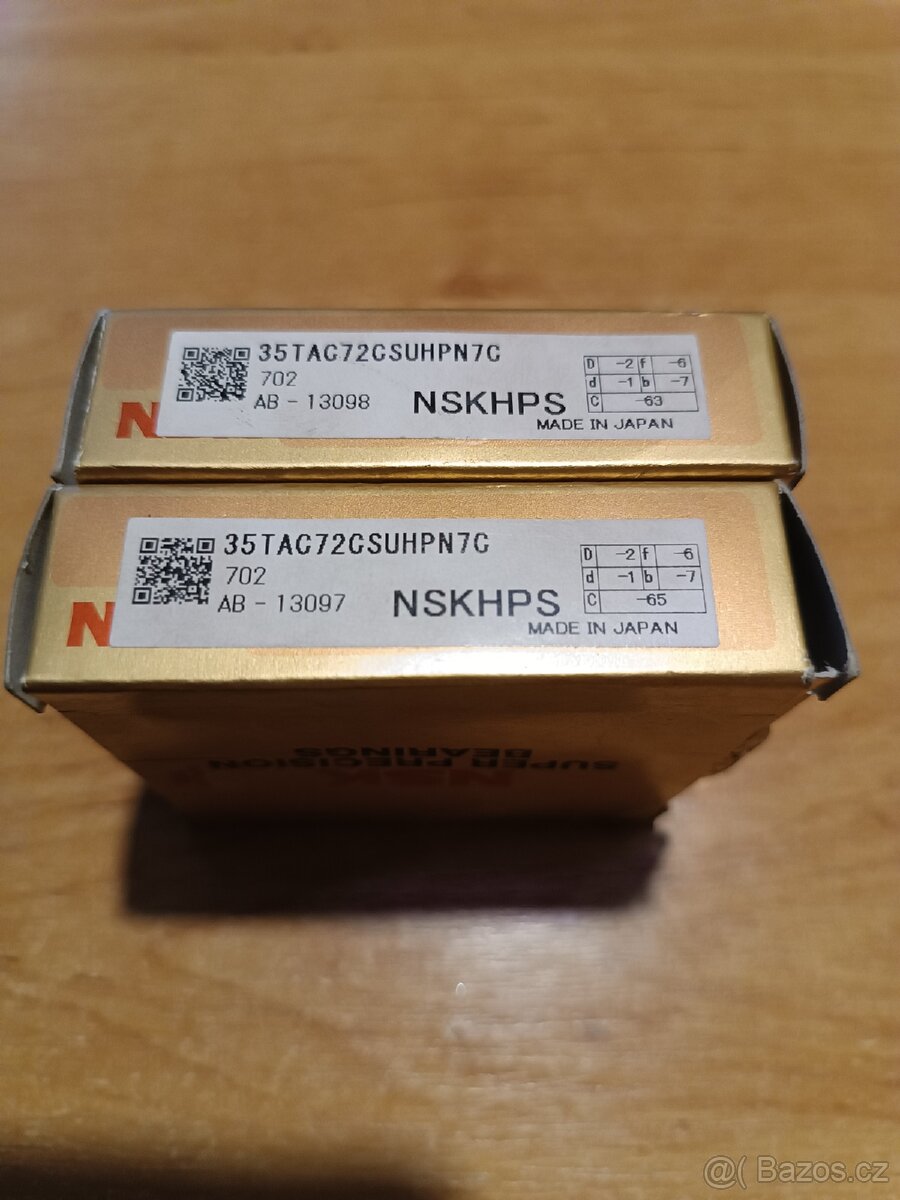 35TAC72CSUHPN7C
702
AB - 13098
NSKHPS
MADE IN JAPAN
D -2 f -6
d -1 b -7
C -63
N
35TAC72CSUHPN7C
702
AB - 13097
NSKHPS
MADE IN JAPAN
D -2 f -6
d -1 b -7
C -65
N
NSK
SUPER PRECISION
BEARINGS
@( Bazos.cz